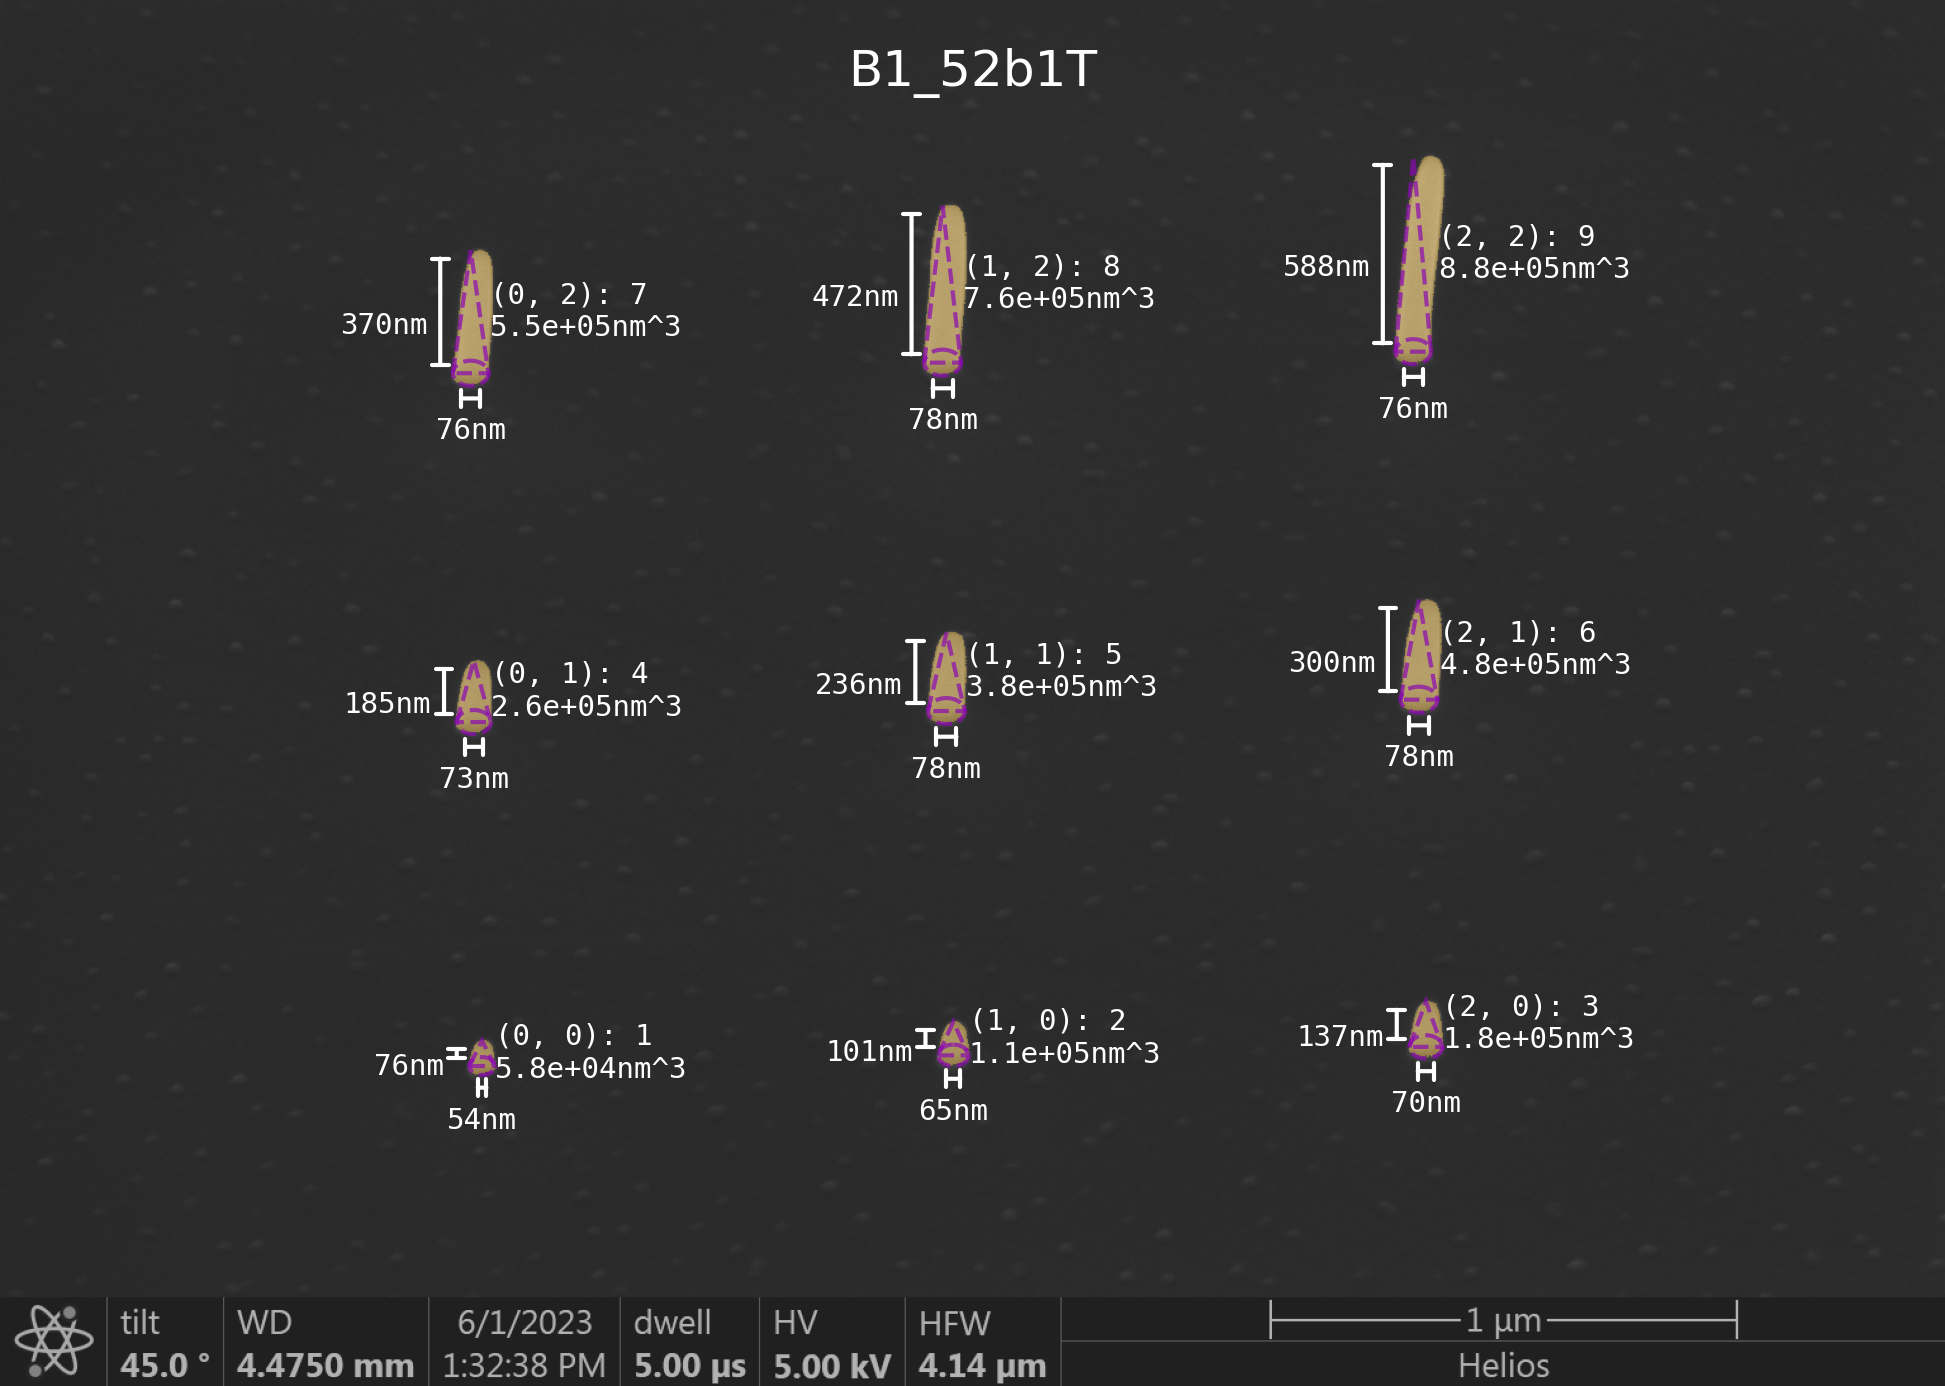 B1_52b1T
588nm
(2, 2): 9
8.8e+05nm^3
76nm
472nm
(1, 2): 8
7.6e+05nm^3
78nm
370nm
(0, 2): 7
5.5e+05nm^3
76nm
185nm
(0, 1): 4
2.6e+05nm^3
73nm
236nm
(1, 1): 5
3.8e+05nm^3
78nm
300nm
(2, 1): 6
4.8e+05nm^3
78nm
76nm
(0, 0): 1
5.8e+04nm^3
54nm
101nm
(1, 0): 2
1.1e+05nm^3
65nm
137nm
(2, 0): 3
1.8e+05nm^3
70nm
tilt
45.0 °
WD
4.4750 mm
6/1/2023
1:32:38 PM
dwell
5.00 µs
HV
5.00 kV
HFW
4.14 µm
1 µm
Helios